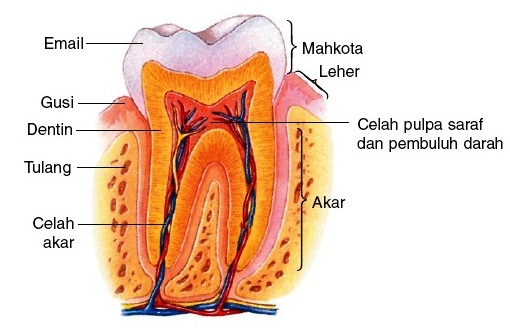 Email
Gusi
Dentin
Tulang
Celah
akar
Mahkota
Leher
Celah pulpa saraf
dan pembuluh darah
Akar